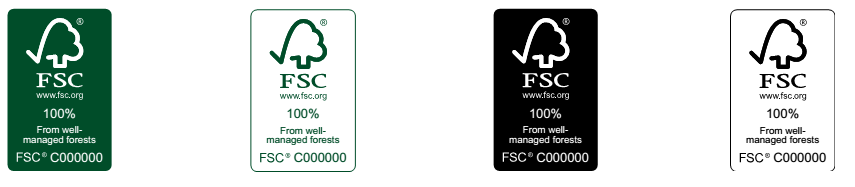 ®
FSC
www.fsc.org
100%
From well-
managed forests
FSC® C000000
®
FSC
www.fsc.org
100%
From well-
managed forests
FSC® C000000
®
FSC
www.fsc.org
100%
From well-
managed forests
FSC® C000000
®
FSC
www.fsc.org
100%
From well-
managed forests
FSC® C000000